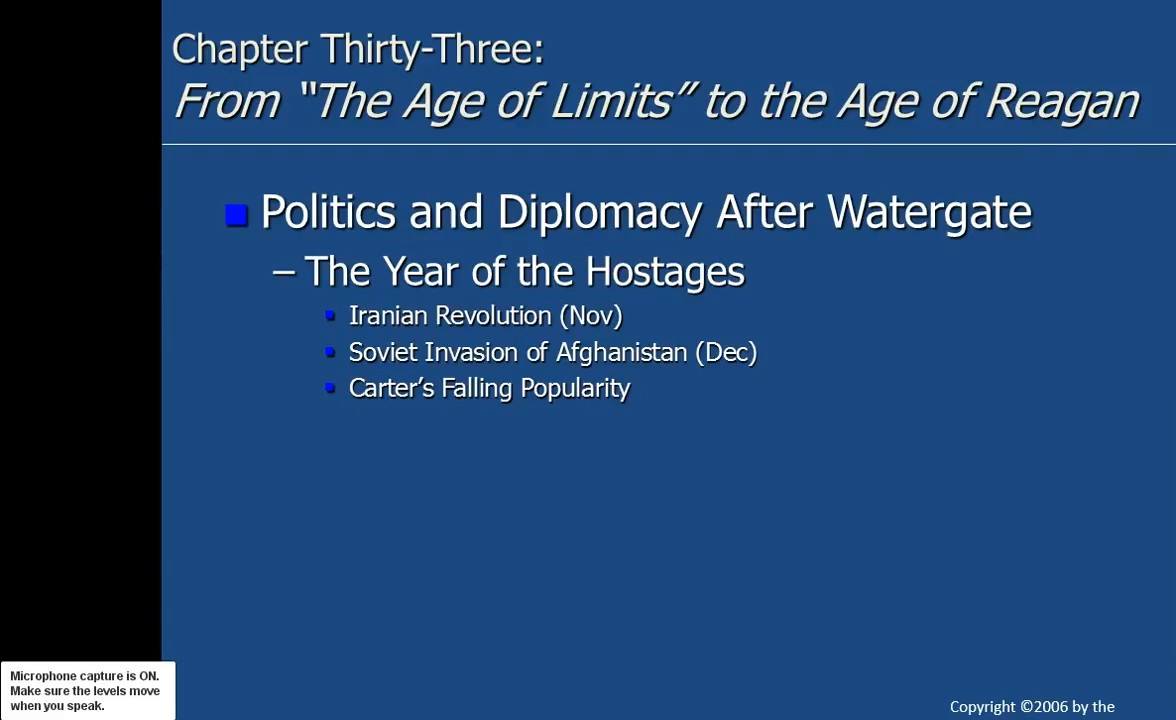 Chapter Thirty-Three:
From “The Age of Limits” to the Age of Reagan
Politics and Diplomacy After Watergate
– The Year of the Hostages
Iranian Revolution (Nov)
Soviet Invasion of Afghanistan (Dec)
Carter’s Falling Popularity
Microphone capture is ON.
Make sure the levels move
when you speak.
Copyright ©2006 by the